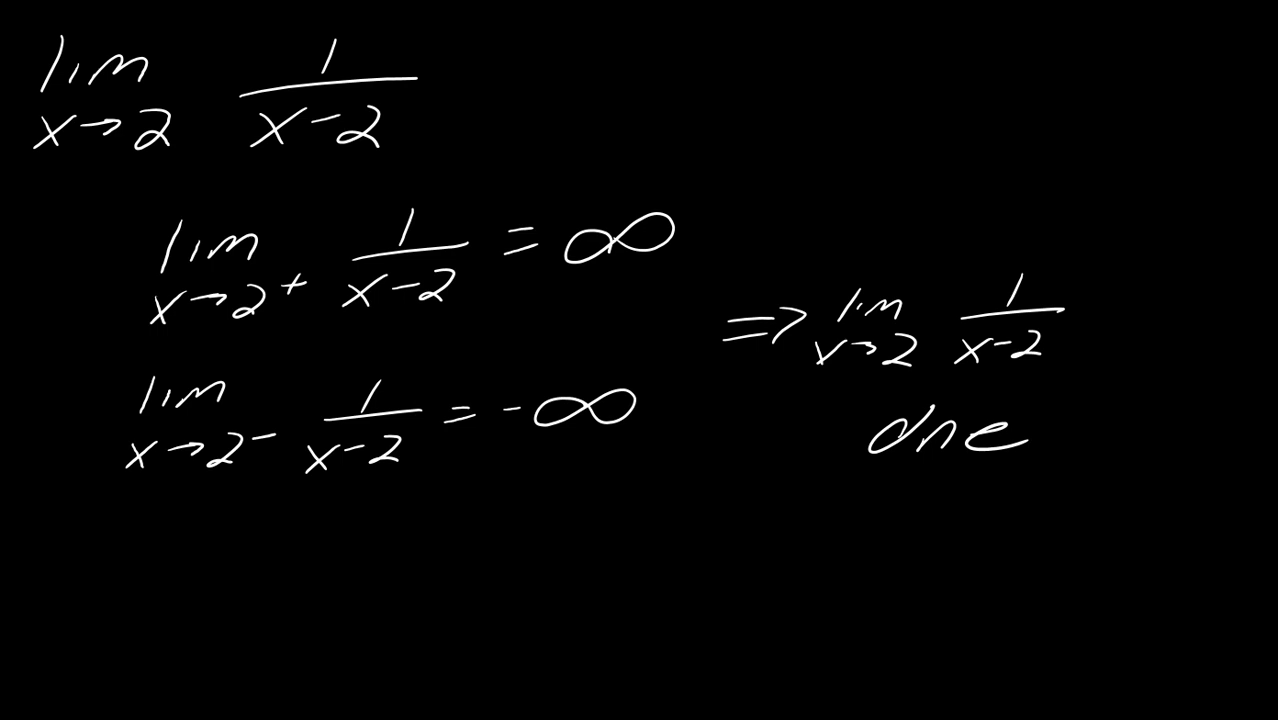 lim x→2 1/(x-2)
lim x→2+ 1/(x-2) = ∞
lim x→2- 1/(x-2) = -∞
⇒ lim x→2 1/(x-2)
dne